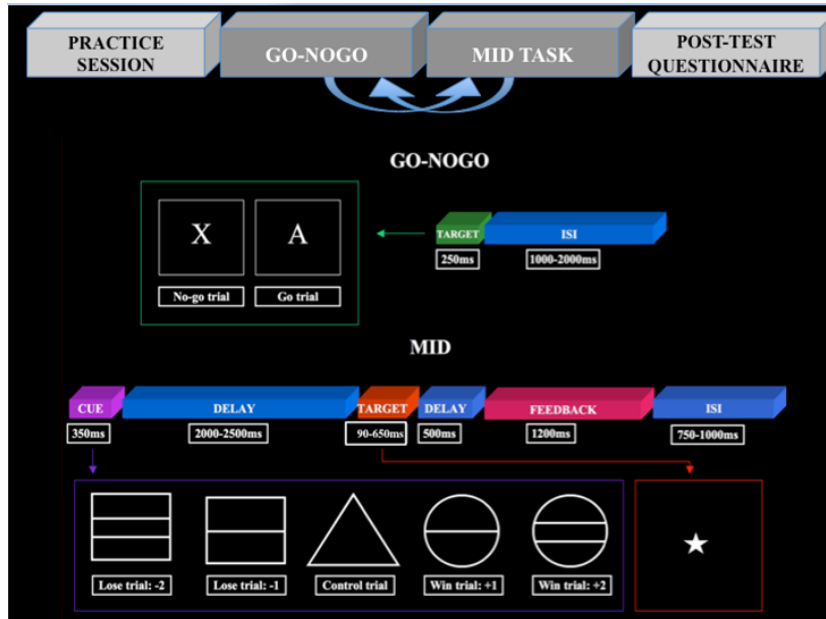 PRACTICE
SESSION
GO-NOGO
MID TASK
POST-TEST
QUESTIONNAIRE
GO-NOGO
X
A
No-go trial
Go trial
TARGET
ISI
250ms
1000-2000ms
MID
CUE
DELAY
TARGET
DELAY
FEEDBACK
ISI
350ms
2000-2500ms
90-650ms
500ms
1200ms
750-1000ms
Lose trial: -2
Lose trial: -1
Control trial
Win trial: +1
Win trial: +2